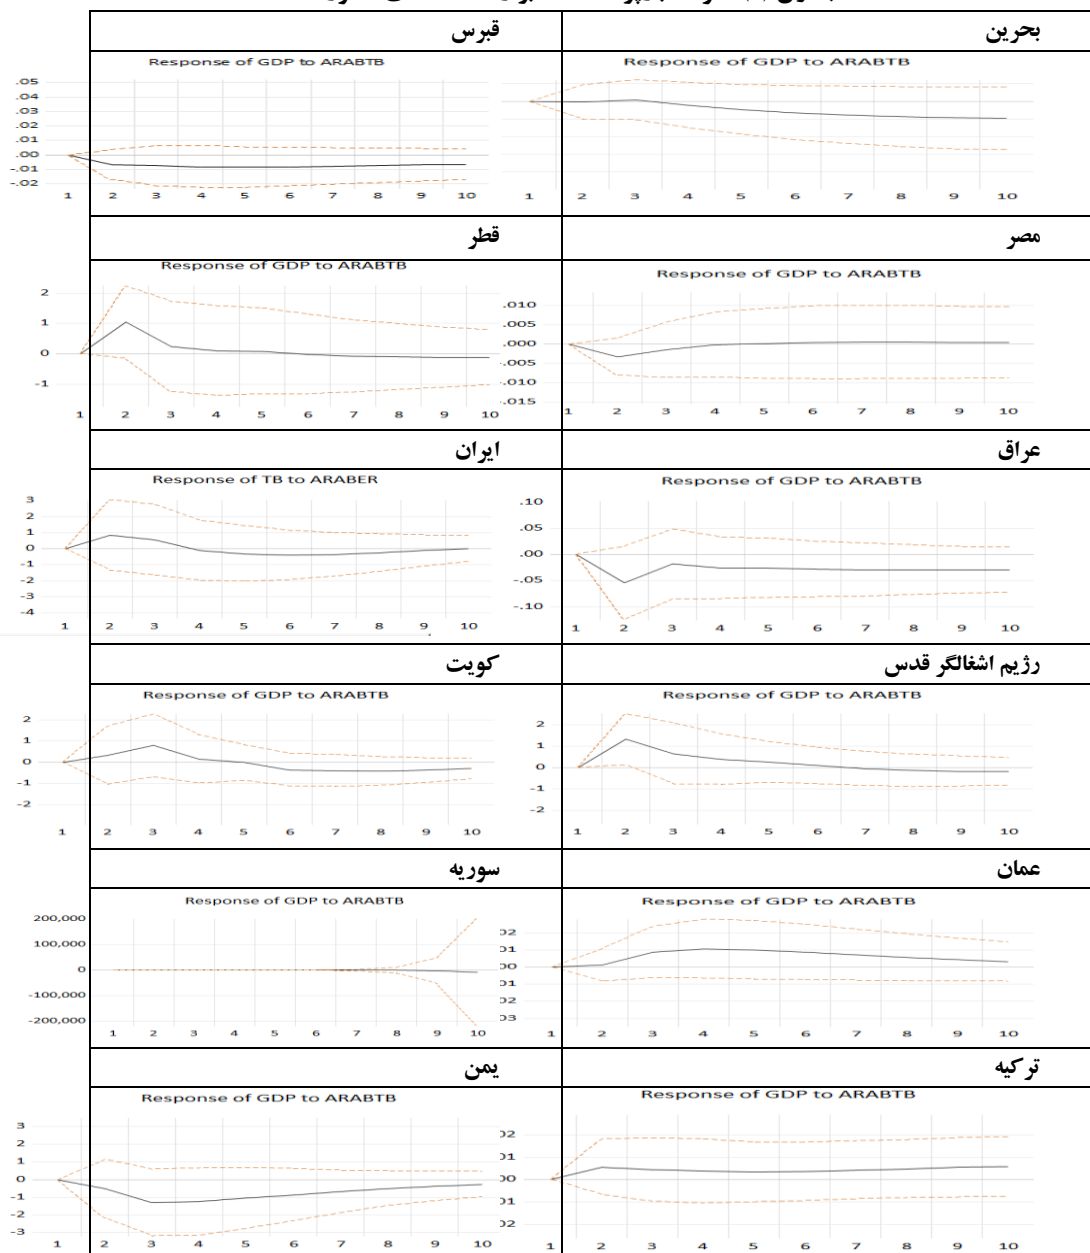 بحرین
Response of GDP to ARABTB
1 2 3 4 5 6 7 8 9 10
قبرس
Response of GDP to ARABTB
.05
.04
.03
.02
.01
.00
-.01
-.02
1 2 3 4 5 6 7 8 9 10
مصر
Response of GDP to ARABTB
.010
.005
.000
.005
.010
.015
1 2 3 4 5 6 7 8 9 10
قطر
Response of GDP to ARABTB
2
1
0
-1
1 2 3 4 5 6 7 8 9 10
عراق
Response of GDP to ARABTB
.10
.05
.00
-.05
-.10
1 2 3 4 5 6 7 8 9 10
ایران
Response of TB to ARABER
3
2
1
0
-1
-2
-3
-4
1 2 3 4 5 6 7 8 9 10
رژیم اشغالگر قدس
Response of GDP to ARABTB
2
1
0
-1
-2
1 2 3 4 5 6 7 8 9 10
کویت
Response of GDP to ARABTB
2
1
0
-1
-2
1 2 3 4 5 6 7 8 9 10
عمان
Response of GDP to ARABTB
02
01
00
01
02
03
1 2 3 4 5 6 7 8 9 10
سوریه
Response of GDP to ARABTB
200,000
100,000
0
-100,000
-200,000
1 2 3 4 5 6 7 8 9 10
ترکیه
Response of GDP to ARABTB
02
01
00
01
02
1 2 3 4 5 6 7 8 9 10
یمن
Response of GDP to ARABTB
3
2
1
0
-1
-2
-3
1 2 3 4 5 6 7 8 9 10